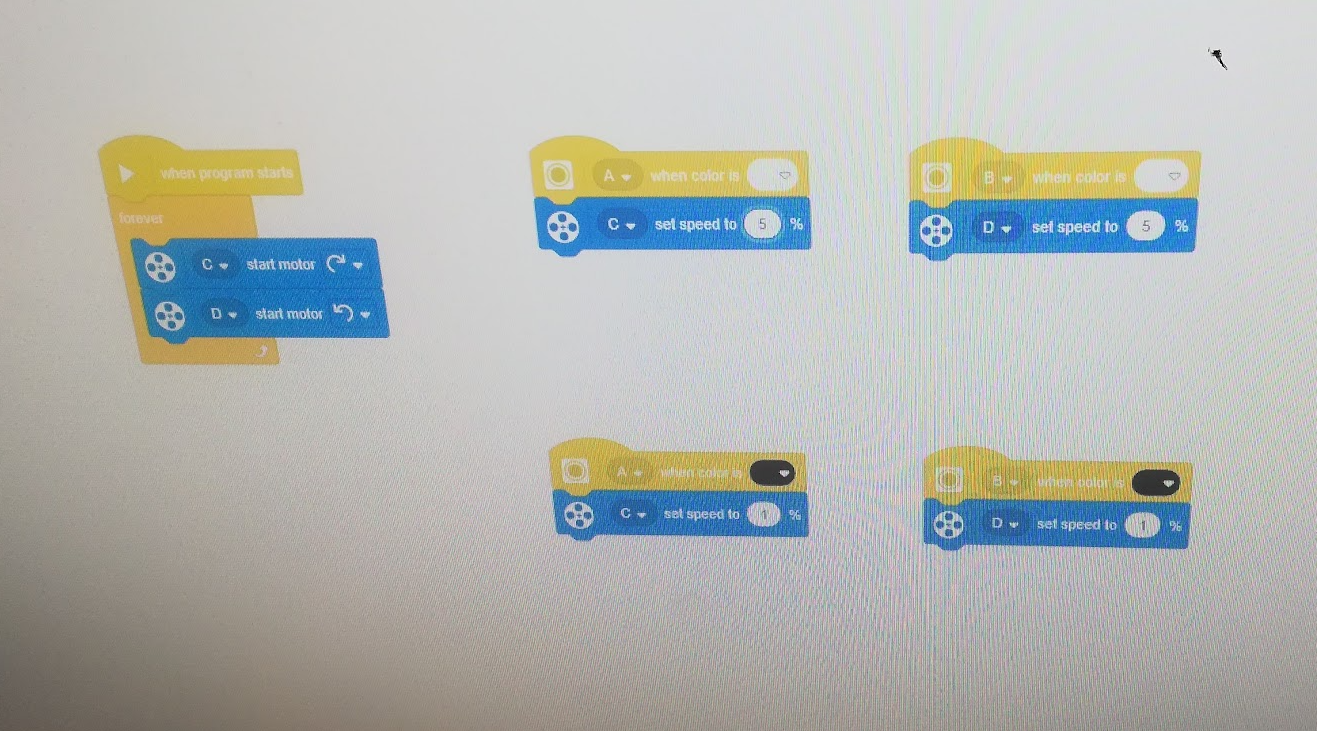 when program starts
forever
C start motor
D start motor
A when color is
C set speed to 5 %
B when color is
D set speed to 5 %
A when color is
C set speed to 1 %
B when color is
D set speed to 1 %